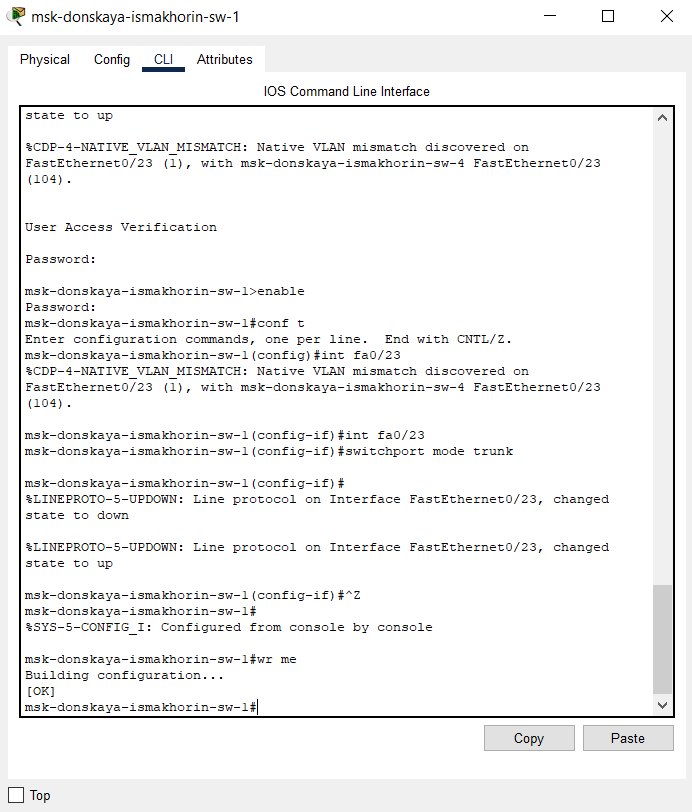 msk-donskaya-ismakhorin-sw-1
Physical Config CLI Attributes
IOS Command Line Interface
state to up
%CDP-4-NATIVE_VLAN_MISMATCH: Native VLAN mismatch discovered on
FastEthernet0/23 (1), with msk-donskaya-ismakhorin-sw-4 FastEthernet0/23
(104).
User Access Verification
Password:
msk-donskaya-ismakhorin-sw-1>enable
Password:
msk-donskaya-ismakhorin-sw-1#conf t
Enter configuration commands, one per line.  End with CNTL/Z.
msk-donskaya-ismakhorin-sw-1(config)#int fa0/23
%CDP-4-NATIVE_VLAN_MISMATCH: Native VLAN mismatch discovered on
FastEthernet0/23 (1), with msk-donskaya-ismakhorin-sw-4 FastEthernet0/23
(104).
msk-donskaya-ismakhorin-sw-1(config-if)#int fa0/23
msk-donskaya-ismakhorin-sw-1(config-if)#switchport mode trunk
msk-donskaya-ismakhorin-sw-1(config-if)#
%LINEPROTO-5-UPDOWN: Line protocol on Interface FastEthernet0/23, changed
state to down
%LINEPROTO-5-UPDOWN: Line protocol on Interface FastEthernet0/23, changed
state to up
msk-donskaya-ismakhorin-sw-1(config-if)#^Z
msk-donskaya-ismakhorin-sw-1#
%SYS-5-CONFIG_I: Configured from console by console
msk-donskaya-ismakhorin-sw-1#wr me
Building configuration...
[OK]
msk-donskaya-ismakhorin-sw-1#
Copy Paste
Top